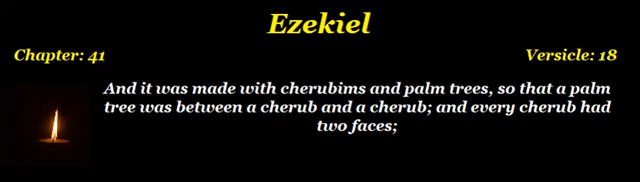 Ezekiel
Chapter: 41
Versicle: 18
And it was made with cherubims and palm trees, so that a palm
tree was between a cherub and a cherub; and every cherub had
two faces;